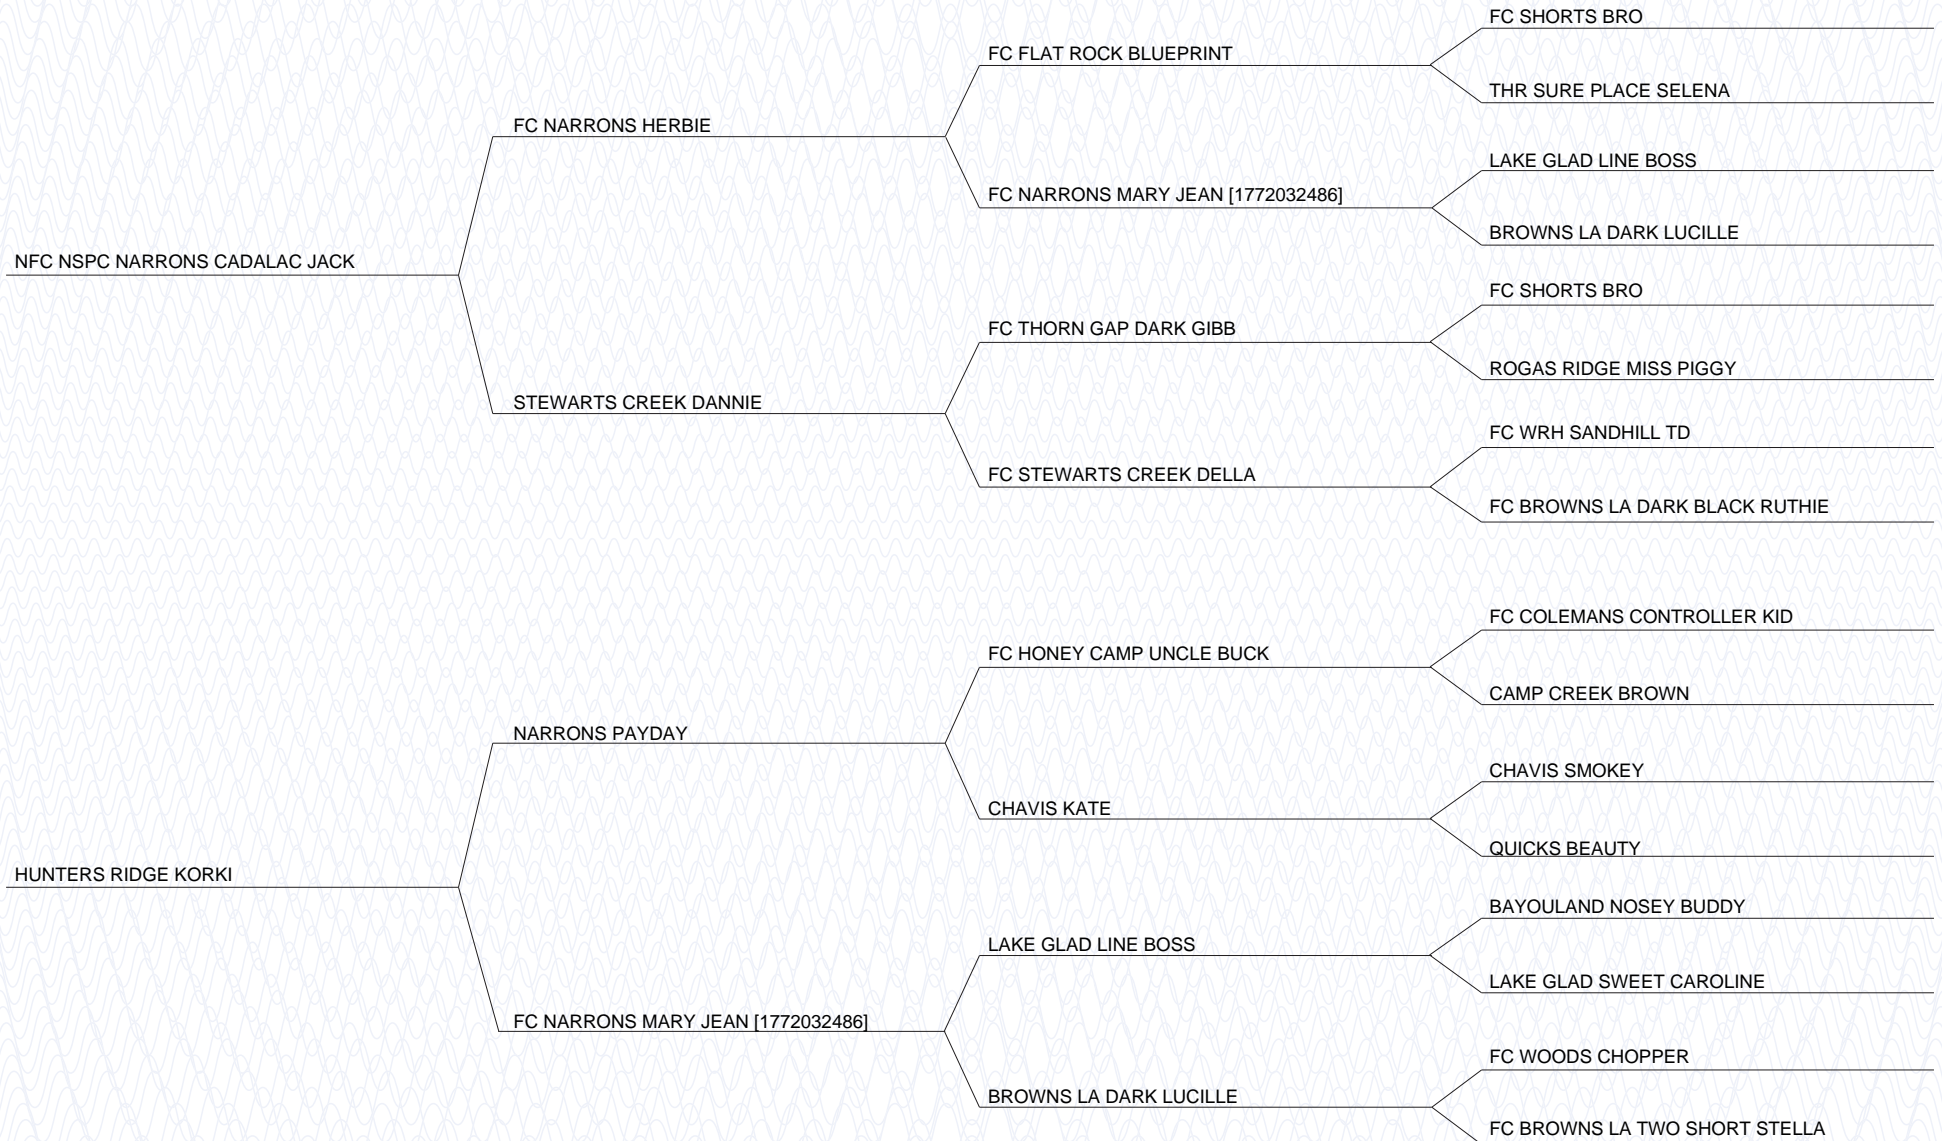 FC SHORTS BRO
FC FLAT ROCK BLUEPRINT
THR SURE PLACE SELENA
FC NARRONS HERBIE
LAKE GLAD LINE BOSS
FC NARRONS MARY JEAN [1772032486]
BROWNS LA DARK LUCILLE
NFC NSPC NARRONS CADALAC JACK
FC SHORTS BRO
FC THORN GAP DARK GIBB
ROGAS RIDGE MISS PIGGY
STEWARTS CREEK DANNIE
FC WRH SANDHILL TD
FC STEWARTS CREEK DELLA
FC BROWNS LA DARK BLACK RUTHIE
FC COLEMANS CONTROLLER KID
FC HONEY CAMP UNCLE BUCK
CAMP CREEK BROWN
NARRONS PAYDAY
CHAVIS SMOKEY
CHAVIS KATE
QUICKS BEAUTY
HUNTERS RIDGE KORKI
BAYOULAND NOSEY BUDDY
LAKE GLAD LINE BOSS
LAKE GLAD SWEET CAROLINE
FC NARRONS MARY JEAN [1772032486]
FC WOODS CHOPPER
BROWNS LA DARK LUCILLE
FC BROWNS LA TWO SHORT STELLA